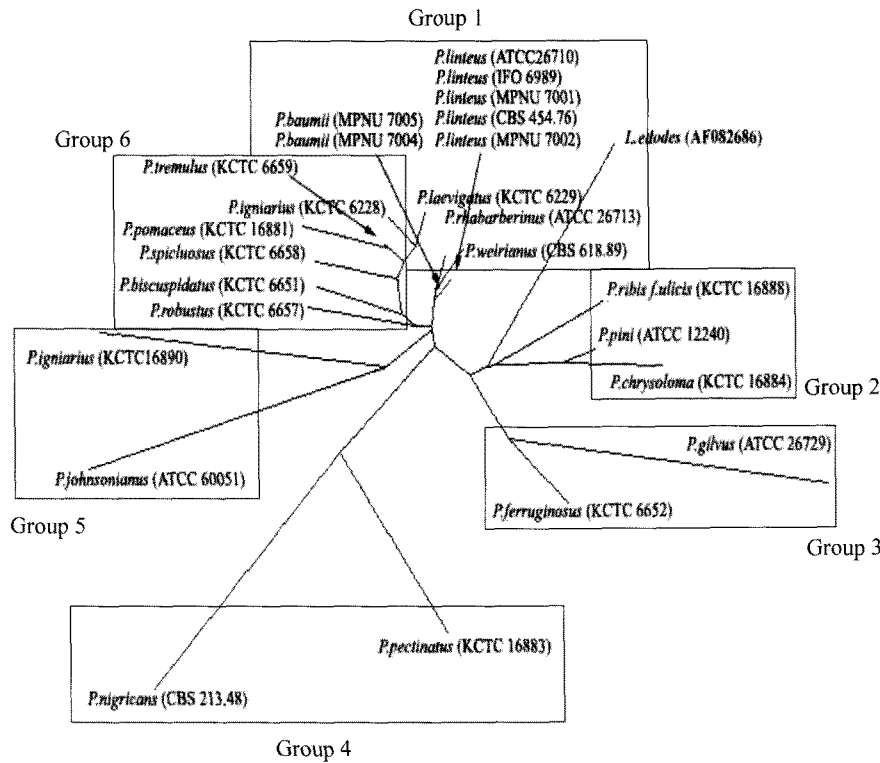 Group 1
P.linteus (ATCC26710)
P.linteus (IFO 6989)
P.linteus (MPNU 7001)
P.baumii (MPNU 7005) P.linteus (CBS 454.76)
P.baumii (MPNU 7004) P.linteus (MPNU 7002)
L.edodes (AF082686)
Group 6
P.tremulus (KCTC 6659)
P.laevigatus (KCTC 6229)
P.igniarius (KCTC 6228)
P.rhabarberinus (ATCC 26713)
P.pomaceus (KCTC 16881)
P.spicluosus (KCTC 6658)
P.weirianus (CBS 618.89)
P.biscuspidatus (KCTC 6651)
P.robustus (KCTC 6657)
P.ribis f.ulicis (KCTC 16888)
P.pini (ATCC 12240)
P.igniarius (KCTC16890)
P.chrysoloma (KCTC 16884)
Group 2
P.gilvus (ATCC 26729)
P.johnsonianus (ATCC 60051)
P.ferruginosus (KCTC 6652)
Group 5
Group 3
P.pectinatus (KCTC 16883)
P.nigricans (CBS 213.48)
Group 4